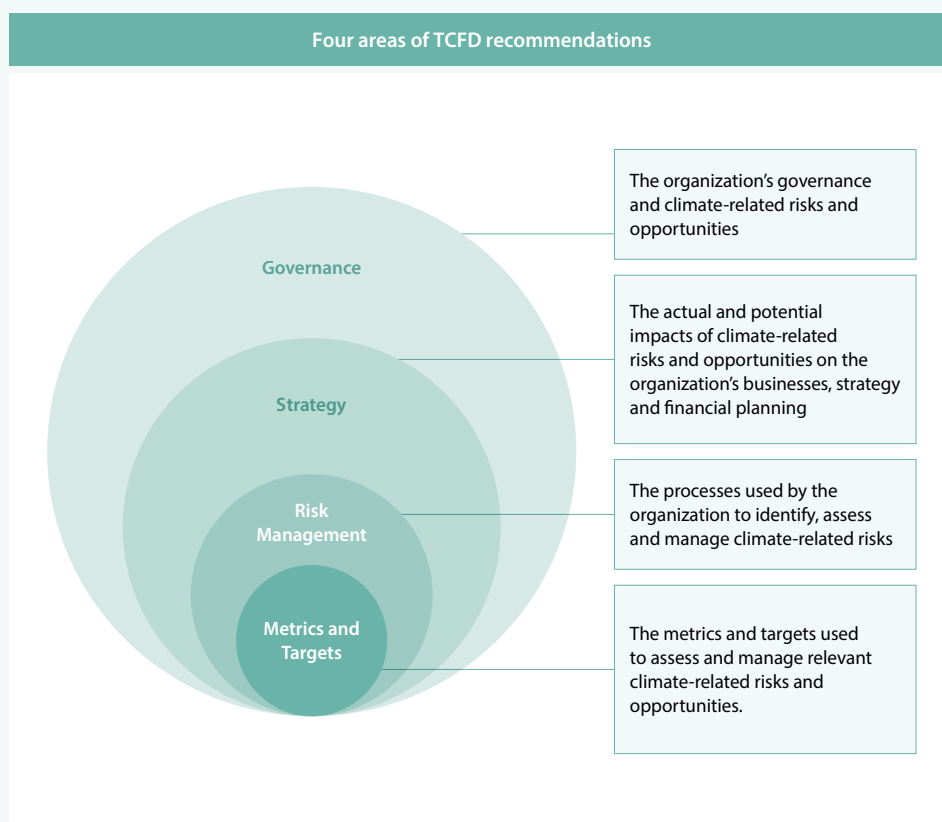 Four areas of TCFD recommendations
Governance
Strategy
Risk
Management
Metrics and
Targets
The organization’s governance
and climate-related risks and
opportunities
The actual and potential
impacts of climate-related
risks and opportunities on the
organization’s businesses, strategy
and financial planning
The processes used by the
organization to identify, assess
and manage climate-related risks
The metrics and targets used
to assess and manage relevant
climate-related risks and
opportunities.